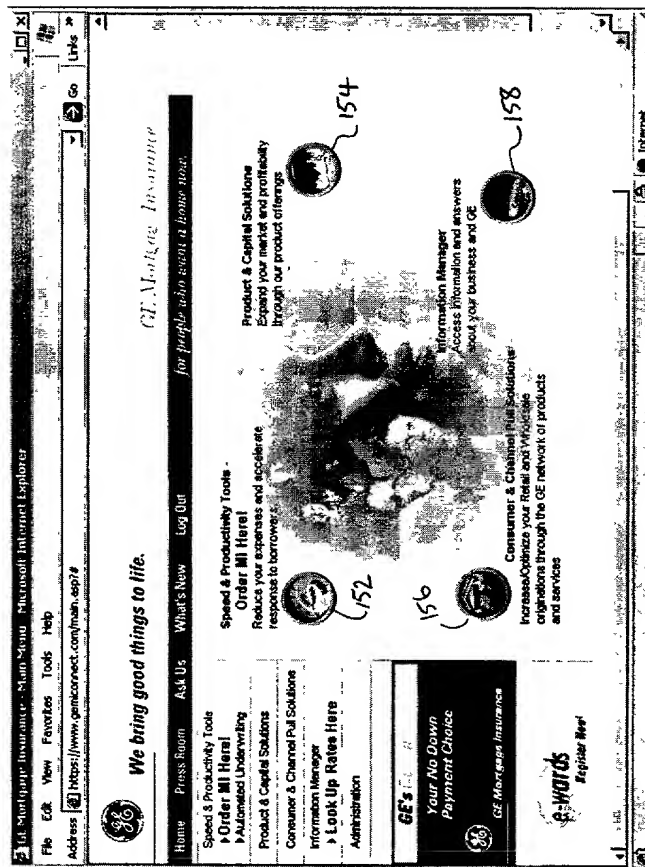 GE Mortgage Insurance - Main Menu - Microsoft Internet Explorer
File Edit View Favorites Tools Help
Address https://www.gemiconnect.com/main.asp?# Go Links »
We bring good things to life.
GE Mortgage Insurance
Home Press Room Ask Us What's New Log Out for people who want a home now.
Speed & Productivity Tools
Order MI Here!
Automated Underwriting
Product & Capital Solutions
Consumer & Channel Pull Solutions
Information Manager
Look Up Rates Here
Administration
GE's
Your No Down
Payment Choice
GE Mortgage Insurance
e-wards
Register Now!
Speed & Productivity Tools -
Order MI Here!
Reduce your expenses and accelerate
response to borrowers
152
Product & Capital Solutions
Expand your market and profitability
through our product offerings
154
156
Consumer & Channel Pull Solutions
Increase/Optimize your Retail and Wholesale
originations through the GE network of products
and services
Information Manager
Access information and answers
about your business and GE
158
Internet